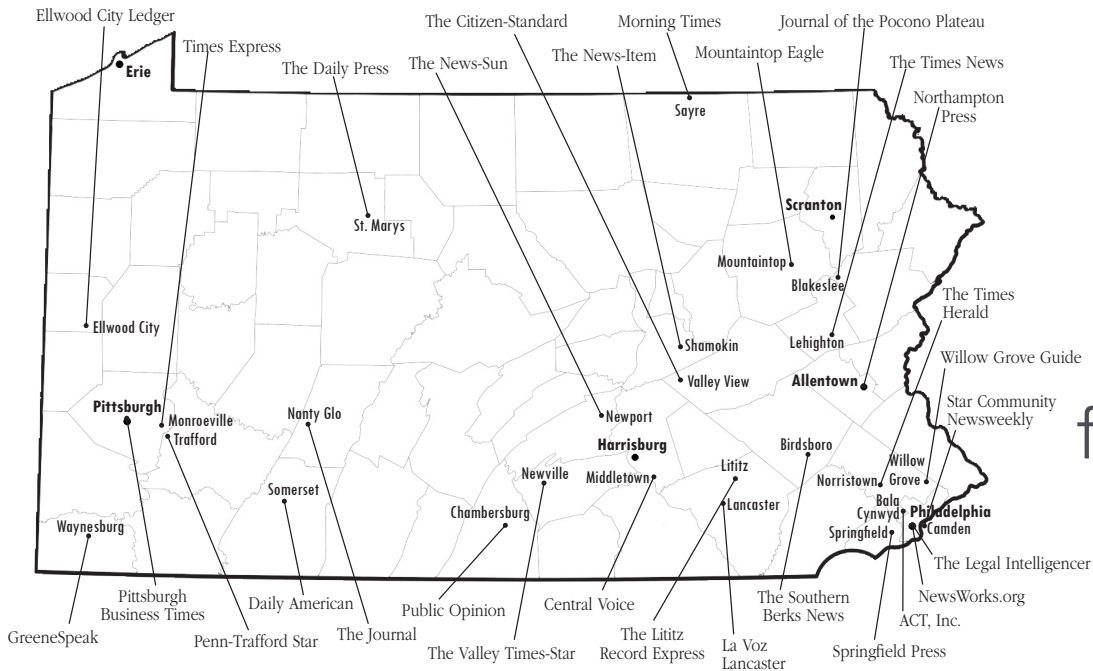 Ellwood City Ledger
The Citizen-Standard
Morning Times
Journal of the Pocono Plateau
Times Express
The News-Item
Mountaintop Eagle
The Daily Press
The News-Sun
The Times News
Erie
Northampton
Press
Sayre
Scranton
St. Marys
Mountaintop
Blakeslee
The Times
Herald
Ellwood City
Shamokin
Lehighton
Willow Grove Guide
Valley View
Allentown
Star Community
Newsweekly
Pittsburgh
Monroeville
Trafford
Nanty Glo
Newport
f
Harrisburg
Birdsboro
Willow
Grove
Newville
Middletown
Lititz
Norristown
Somerset
Lancaster
Bala
Cynwyd
Chambersburg
Philadelphia
Waynesburg
Springfield
Camden
The Legal Intelligencer
Pittsburgh
Business Times
Daily American
Public Opinion
Central Voice
The Southern
Berks News
NewsWorks.org
ACT, Inc.
GreeneSpeak
Penn-Trafford Star
The Journal
The Valley Times-Star
The Lititz
Record Express
La Voz
Lancaster
Springfield Press